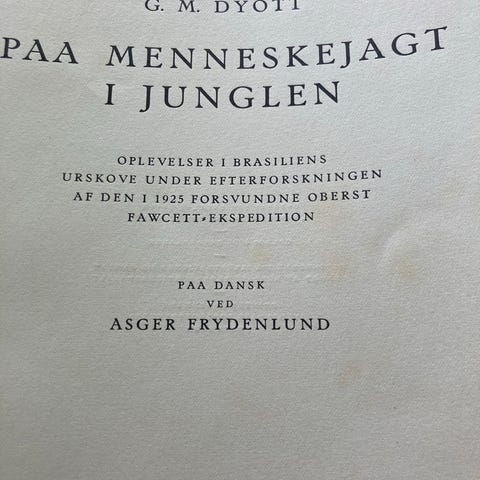 G. M. DYOTT
PAA MENNESKEJAGT
I JUNGLEN
OPLEVELSER I BRASILIENS
URSKOVE UNDER EFTERFORSKNINGEN
AF DEN I 1925 FORSVUNDNE OBERST
FAWCETT-EKSPEDITION
PAA DANSK
VED
ASGER FRYDENLUND